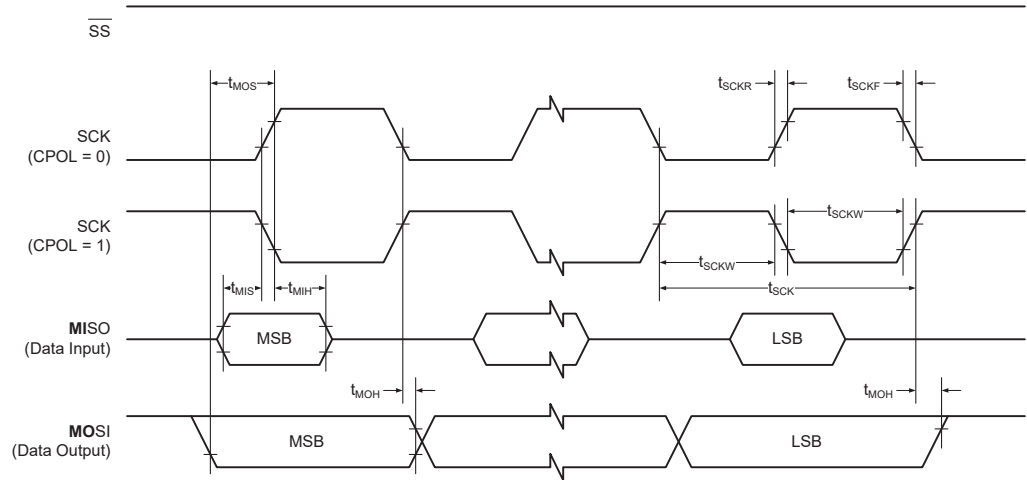 SS
tMOS
tSCKR
tSCKF
SCK
(CPOL = 0)
SCK
(CPOL = 1)
tSCKW
tSCKW
tSCK
tMIS
tMIH
MISO
(Data Input)
MSB
LSB
tMOH
tMOH
MOSI
(Data Output)
MSB
LSB